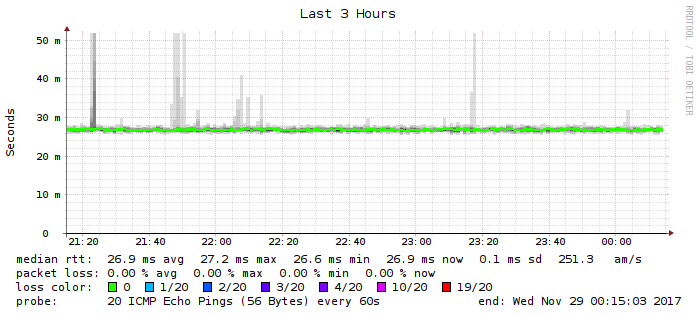 Last 3 Hours
RRDTOOL / TOBI OETIKER
Seconds
50 m
40 m
30 m
20 m
10 m
0
21:20 21:40 22:00 22:20 22:40 23:00 23:20 23:40 00:00
median rtt: 26.9 ms avg 27.2 ms max 26.6 ms min 26.9 ms now 0.1 ms sd 251.3 am/s
packet loss: 0.00 % avg 0.00 % max 0.00 % min 0.00 % now
loss color: 0 1/20 2/20 3/20 4/20 10/20 19/20
probe: 20 ICMP Echo Pings (56 Bytes) every 60s end: Wed Nov 29 00:15:03 2017